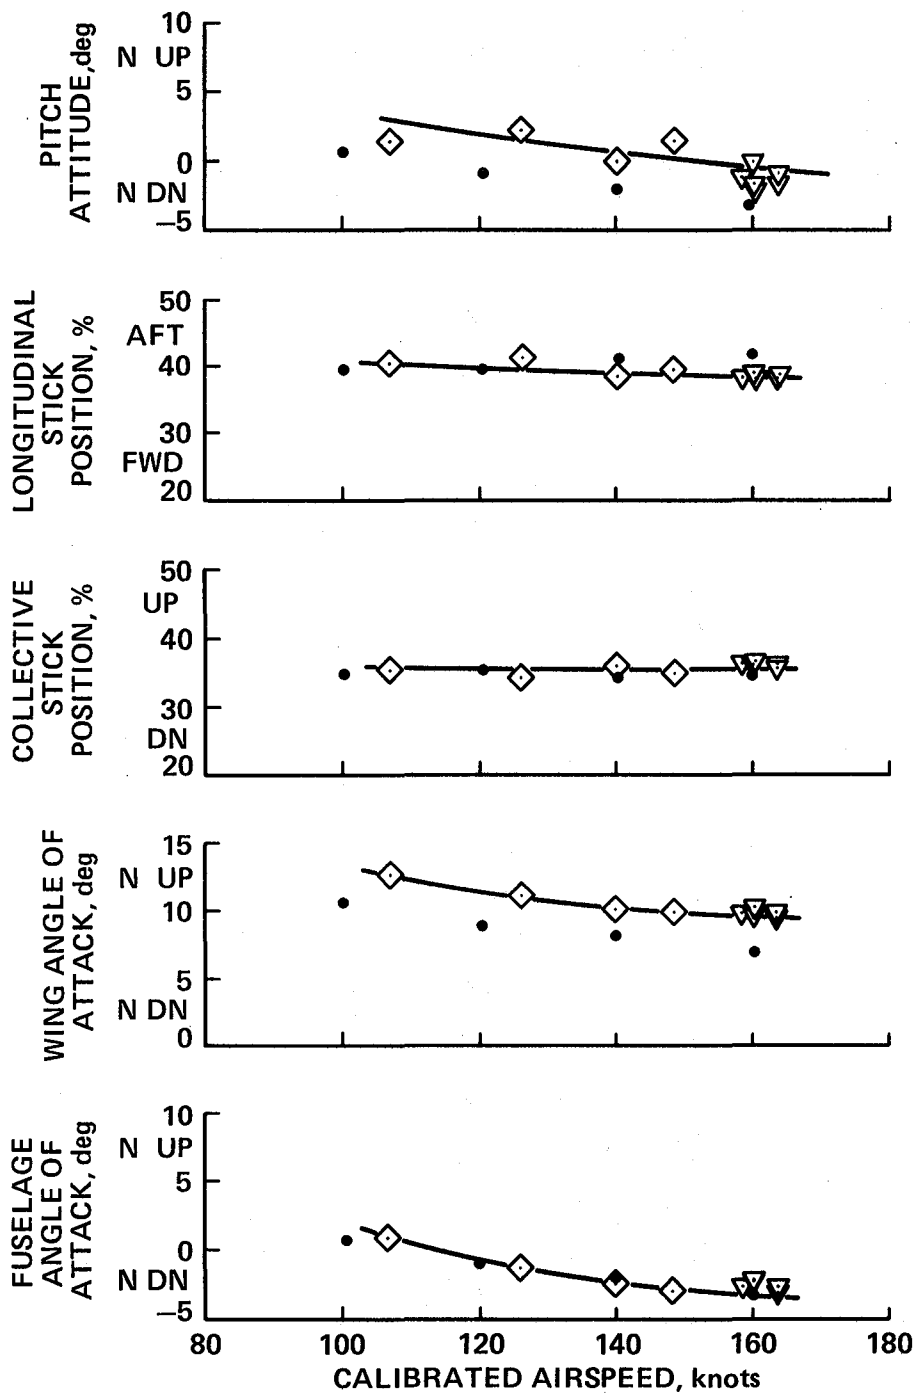 PITCH
ATTITUDE,deg
10
N UP
5
0
N DN
–5
LONGITUDINAL
STICK
POSITION, %
50
AFT
40
30
FWD
20
COLLECTIVE
STICK
POSITION, %
50
UP
40
30
DN
20
WING ANGLE OF
ATTACK, deg
15
N UP
10
5
N DN
0
FUSELAGE
ANGLE OF
ATTACK, deg
10
N UP
5
0
N DN
–5
80 100 120 140 160 180
CALIBRATED AIRSPEED, knots